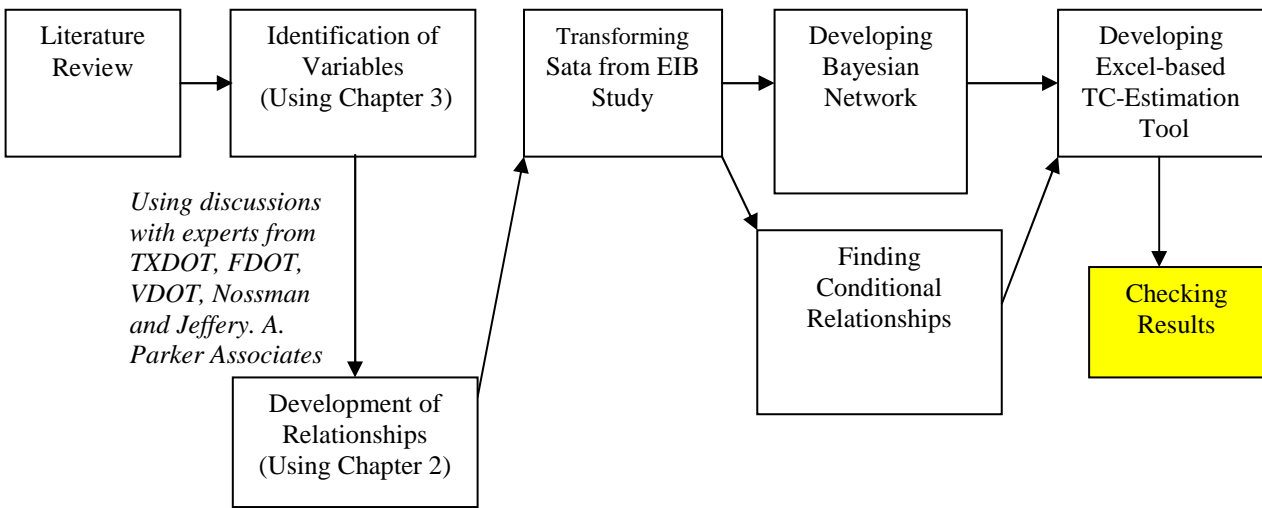 Literature
Review
Identification of
Variables
(Using Chapter 3)
Transforming
Sata from EIB
Study
Developing
Bayesian
Network
Developing
Excel-based
TC-Estimation
Tool
Using discussions
with experts from
TXDOT, FDOT,
VDOT, Nossman
and Jeffery. A.
Parker Associates
Finding
Conditional
Relationships
Checking
Results
Development of
Relationships
(Using Chapter 2)